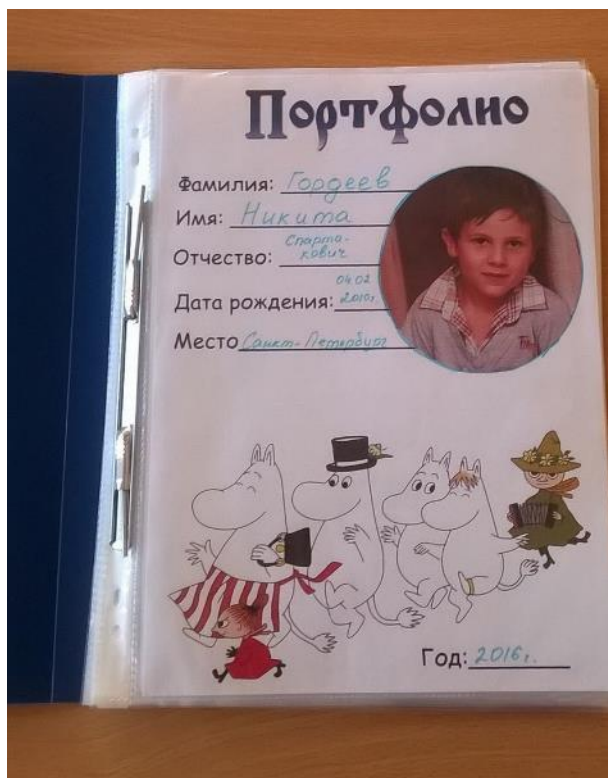 Портфолио
Фамилия: Гордеев
Имя: Никита
Отчество: Спарта-
кович
Дата рождения: 04.02
2010г.
Место Санкт-Петербург
Год: 2016г.